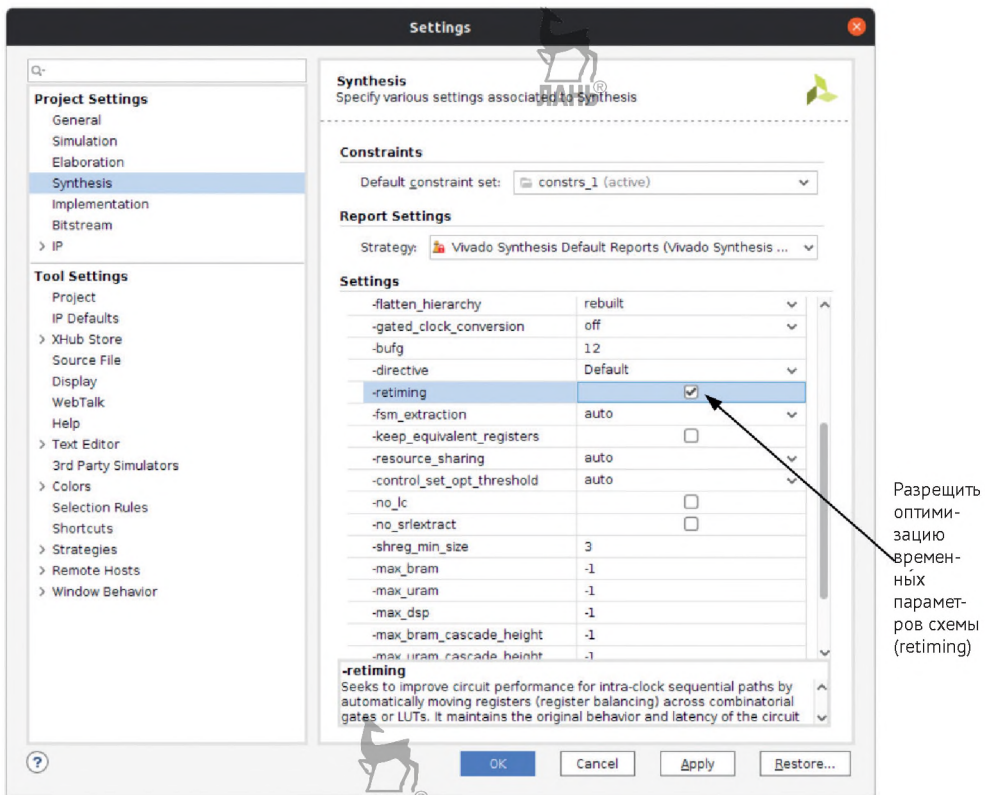 Settings
ЛАНЬ®
Q-
Project Settings
General
Simulation
Elaboration
Synthesis
Implementation
Bitstream
> IP
Tool Settings
Project
IP Defaults
> XHub Store
Source File
Display
WebTalk
Help
> Text Editor
3rd Party Simulators
> Colors
Selection Rules
Shortcuts
> Strategies
> Remote Hosts
> Window Behavior
Synthesis
Specify various settings associated to Synthesis
Constraints
Default constraint set: constrs_1 (active)
Report Settings
Strategy: Vivado Synthesis Default Reports (Vivado Synthesis ...
Settings
-flatten_hierarchy rebuilt
-gated_clock_conversion off
-bufg 12
-directive Default
-retiming
-fsm_extraction auto
-keep_equivalent_registers
-resource_sharing auto
-control_set_opt_threshold auto
-no_lc
-no_srlextract
-shreg_min_size 3
-max_bram -1
-max_uram -1
-max_dsp -1
-max_bram_cascade_height -1
-max_uram_cascade_height -1
-retiming
Seeks to improve circuit performance for intra-clock sequential paths by
automatically moving registers (register balancing) across combinatorial
gates or LUTs. It maintains the original behavior and latency of the circuit
? OK Cancel Apply Restore...
Разрещить
оптими-
зацию
времен-
ны́х
парамет-
ров схемы
(retiming)